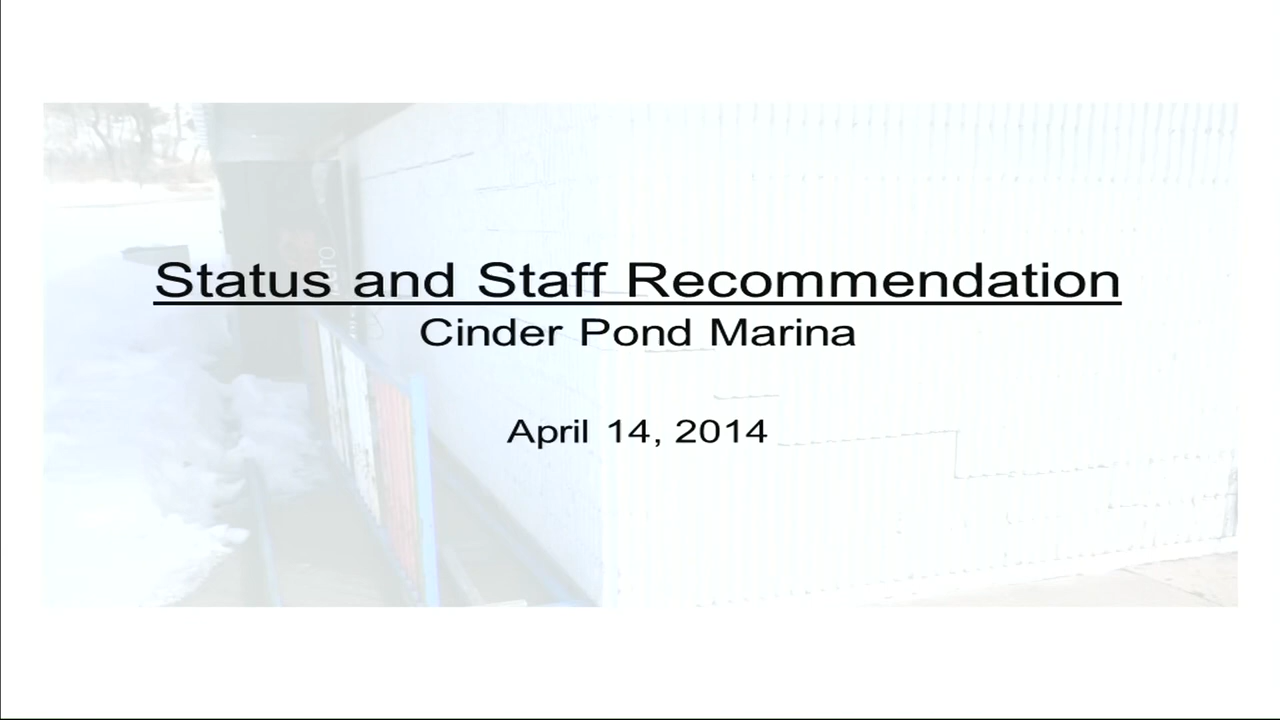 Status and Staff Recommendation
Cinder Pond Marina
April 14, 2014